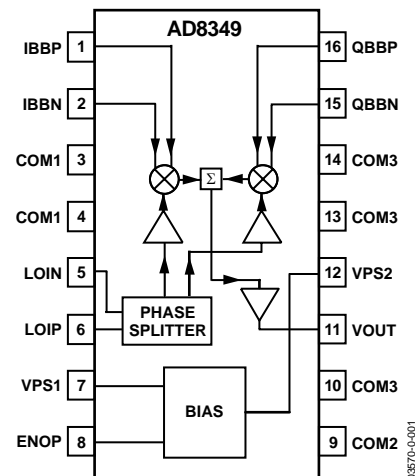 AD8349
IBBP 1
16 QBBP
IBBN 2
15 QBBN
COM1 3
14 COM3
Σ
COM1 4
13 COM3
LOIN 5
12 VPS2
PHASE
SPLITTER
LOIP 6
11 VOUT
VPS1 7
10 COM3
BIAS
ENOP 8
9 COM2
03570-0-001